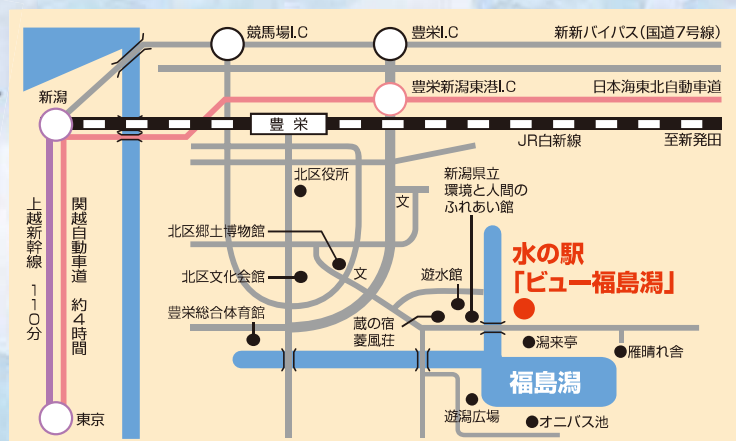 競馬場I.C
豊栄I.C
新新バイパス(国道7号線)
豊栄新潟東港I.C
日本海東北自動車道
新潟
豊栄
JR白新線
至新発田
上越新幹線 110分
関越自動車道 約4時間
東京
北区役所
新潟県立
環境と人間の
ふれあい館
文
北区郷土博物館
文
北区文化会館
遊水館
水の駅
「ビュー福島潟」
豊栄総合体育館
蔵の宿
菱風荘
潟来亭
雁晴れ舎
福島潟
遊潟広場
オニバス池